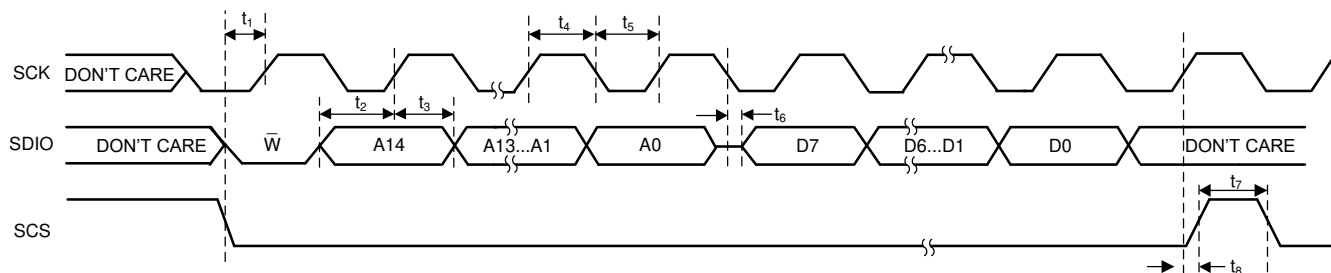 t1 t4 t5
SCK DON'T CARE
t2 t3 t6
SDIO DON'T CARE W̅ A14 A13...A1 A0 D7 D6...D1 D0 DON'T CARE
t7
SCS
t8